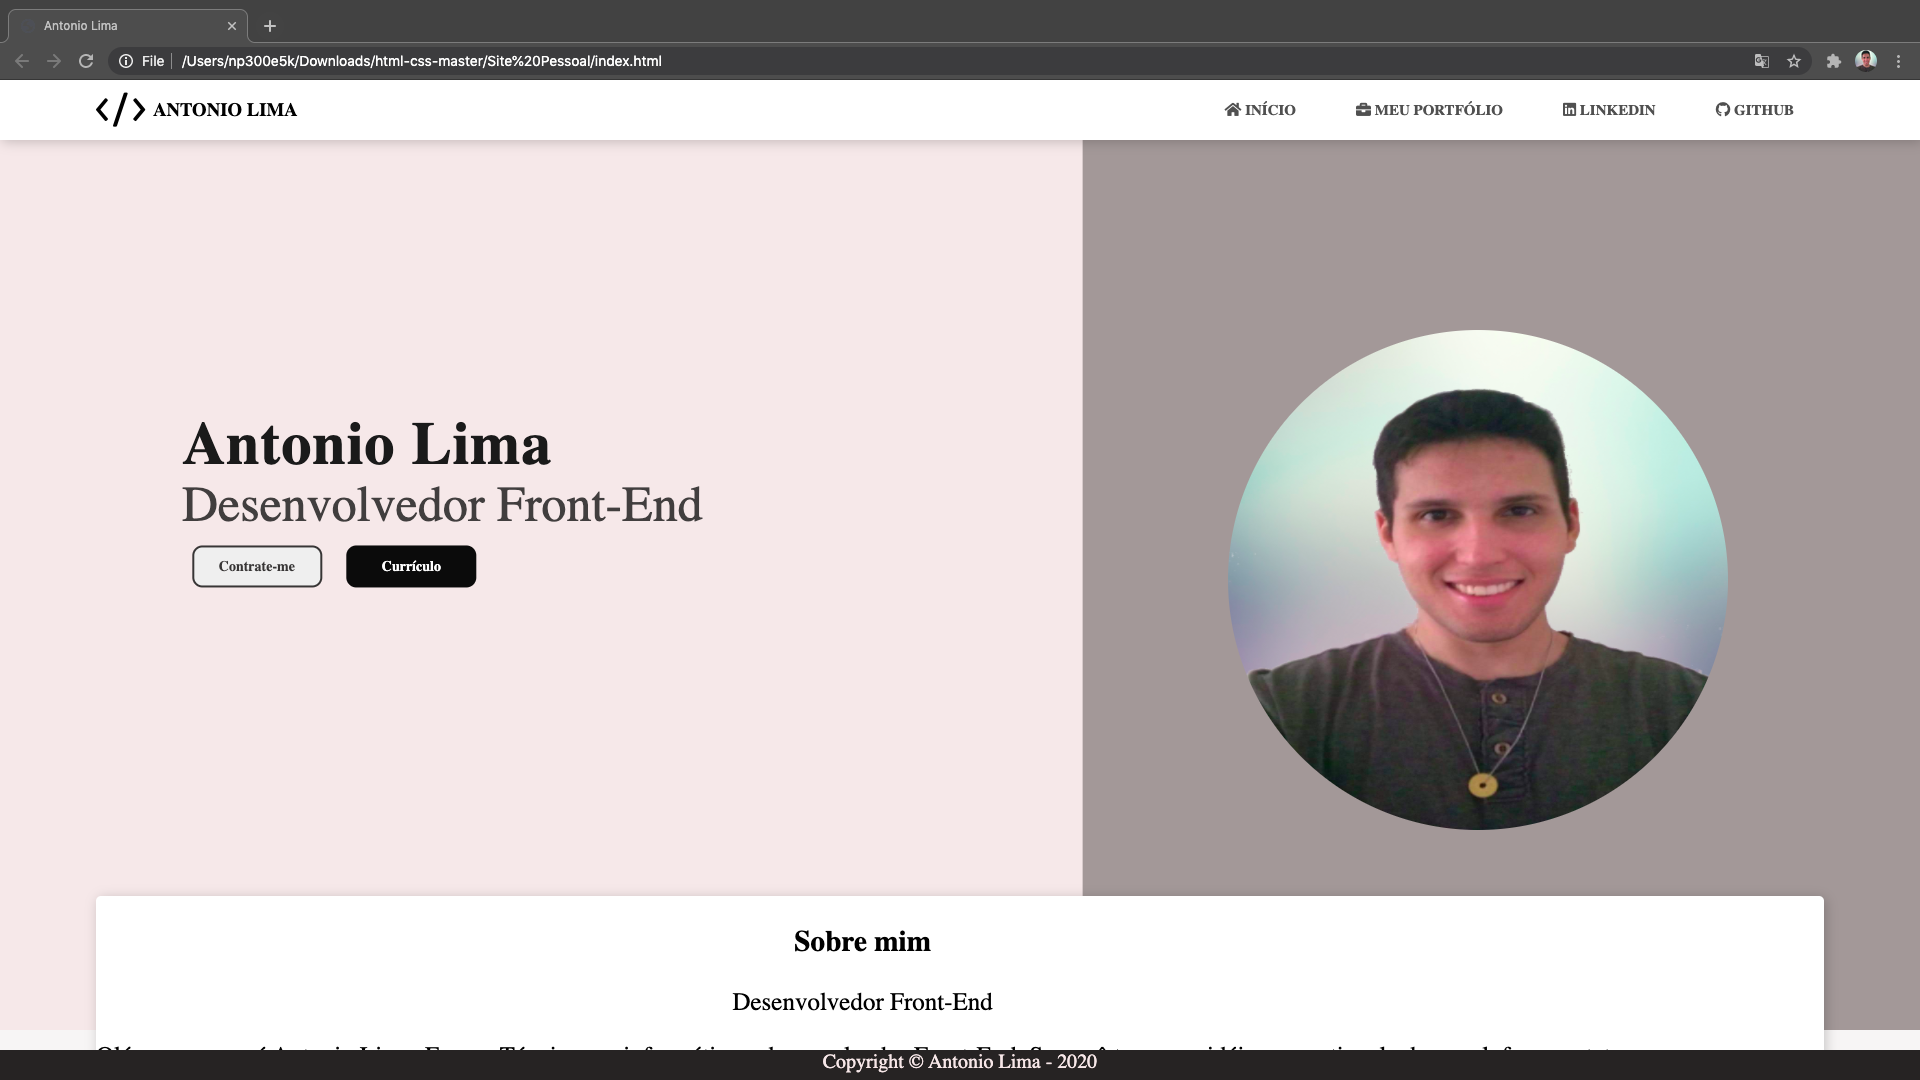 Antonio Lima
File /Users/np300e5k/Downloads/html-css-master/Site%20Pessoal/index.html
</> ANTONIO LIMA
INÍCIO
MEU PORTFÓLIO
LINKEDIN
GITHUB
Antonio Lima
Desenvolvedor Front-End
Contrate-me
Currículo
Sobre mim
Desenvolvedor Front-End
Copyright © Antonio Lima - 2020